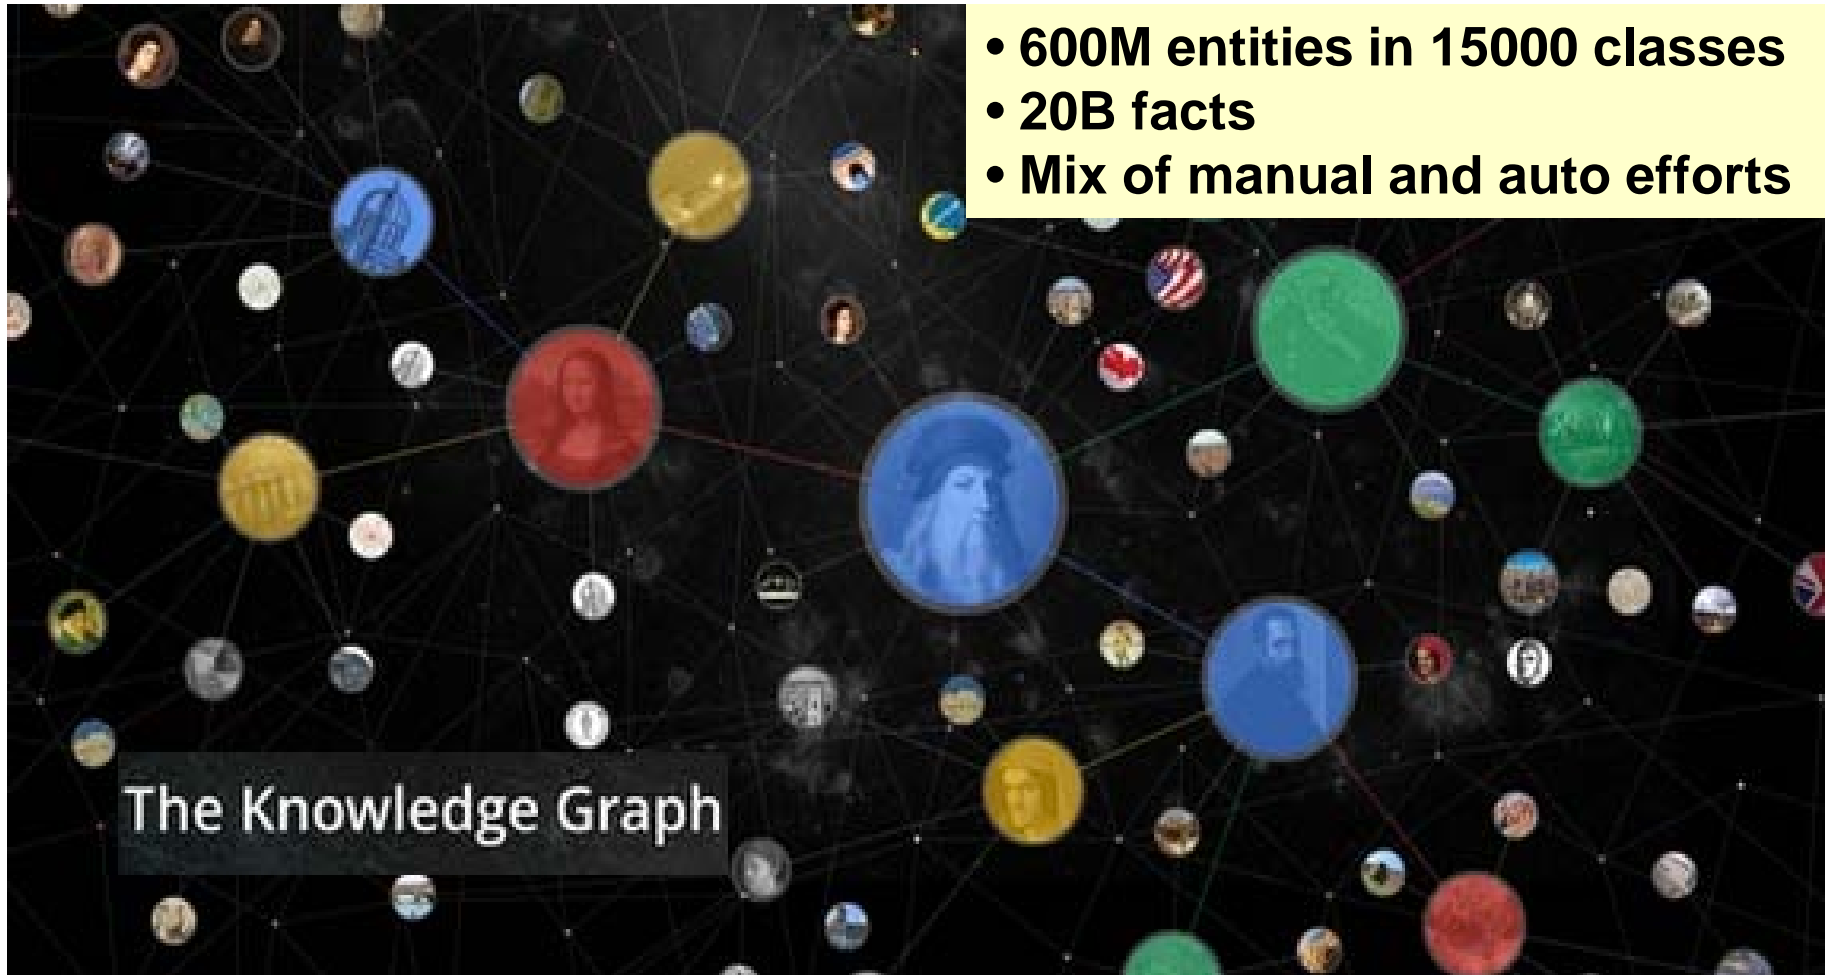 • 600M entities in 15000 classes
• 20B facts
• Mix of manual and auto efforts
The Knowledge Graph